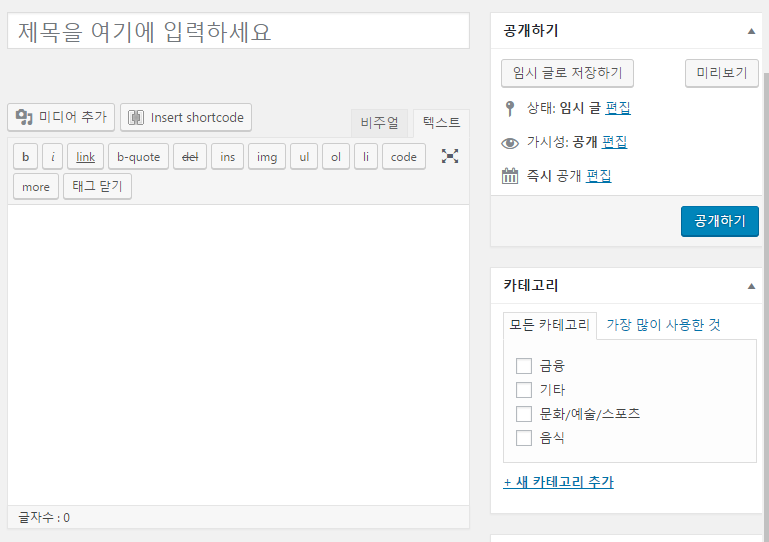 제목을 여기에 입력하세요
미디어 추가 Insert shortcode
비주얼 텍스트
b i link b-quote del ins img ul ol li code
more 태그 닫기
글자수 : 0
공개하기
임시 글로 저장하기 미리보기
상태: 임시 글 편집
가시성: 공개 편집
즉시 공개 편집
공개하기
카테고리
모든 카테고리 가장 많이 사용한 것
금융
기타
문화/예술/스포츠
음식
+ 새 카테고리 추가